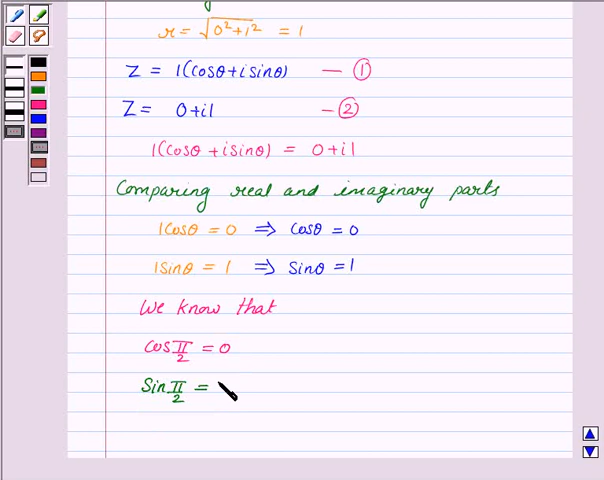 r = √0²+1² = 1
Z = 1(cosθ+isinθ) — ①
Z = 0+i1 — ②
1(cosθ+isinθ) = 0+i1
Comparing real and imaginary parts
1cosθ = 0 ⇒ cosθ = 0
1sinθ = 1 ⇒ sinθ = 1
We know that
cos π/2 = 0
Sin π/2 =